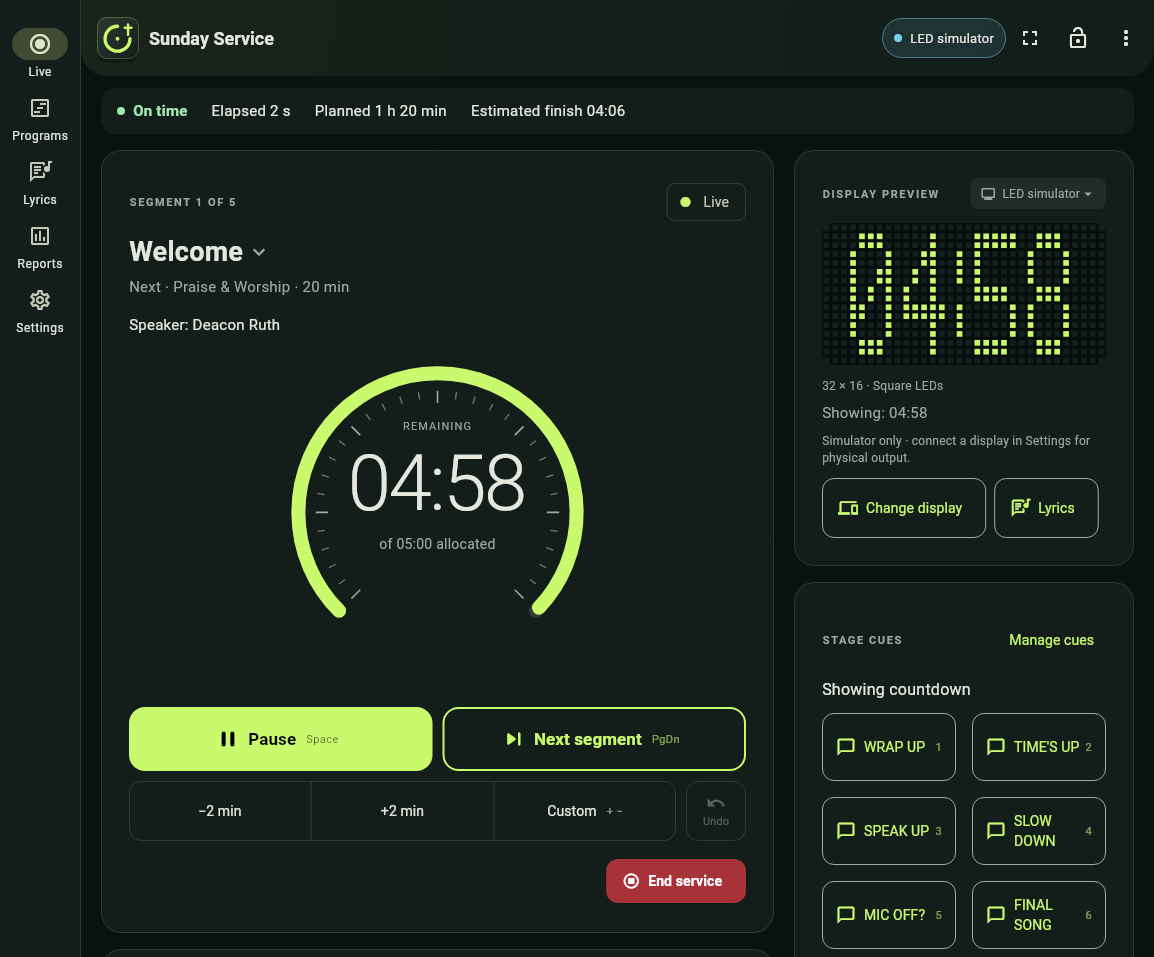 Live
Programs
Lyrics
Reports
Settings
Sunday Service
LED simulator
On time
Elapsed 2 s
Planned 1 h 20 min
Estimated finish 04:06
SEGMENT 1 OF 5
Live
Welcome
Next · Praise & Worship · 20 min
Speaker: Deacon Ruth
REMAINING
04:58
of 05:00 allocated
Pause Space
Next segment PgDn
−2 min
+2 min
Custom + −
Undo
End service
DISPLAY PREVIEW
LED simulator
04:58
32 × 16 · Square LEDs
Showing: 04:58
Simulator only · connect a display in Settings for
physical output.
Change display
Lyrics
STAGE CUES
Manage cues
Showing countdown
WRAP UP 1
TIME'S UP 2
SPEAK UP 3
SLOW
DOWN 4
MIC OFF? 5
FINAL
SONG 6